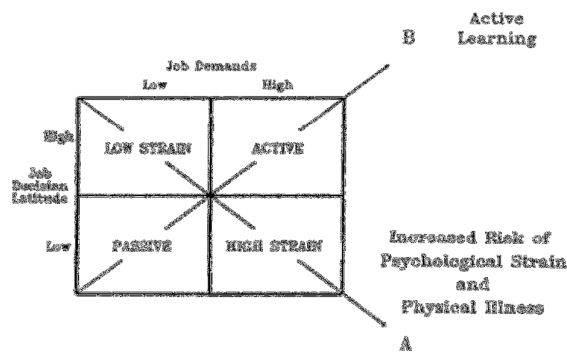 Active
B Learning
Job Demands
Low High
High
LOW STRAIN ACTIVE
Job
Decision
Latitude
Low PASSIVE HIGH STRAIN
Increased Risk of
Psychological Strain
and
Physical Illness
A